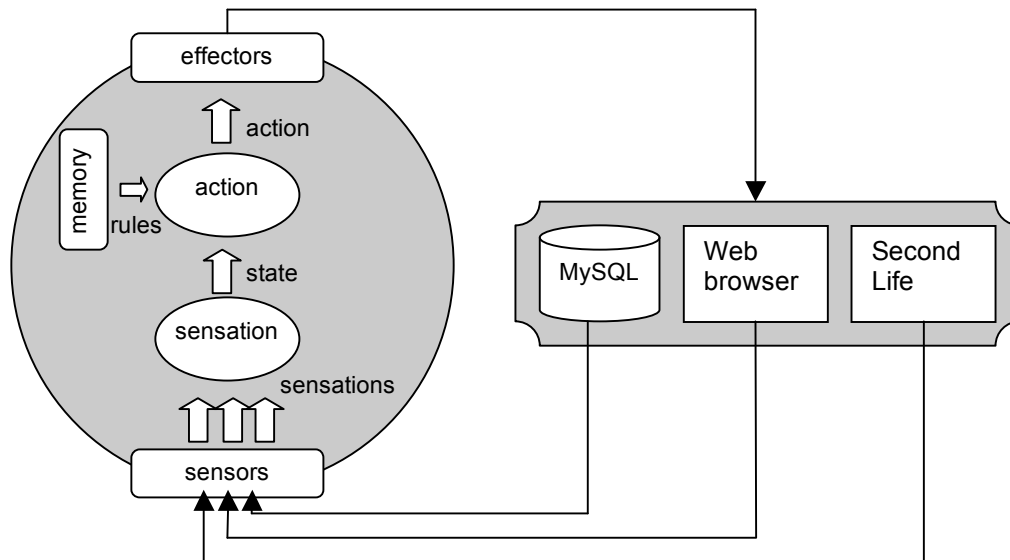 effectors
action
action
memory
rules
state
sensation
sensations
sensors
MySQL
Web
browser
Second
Life